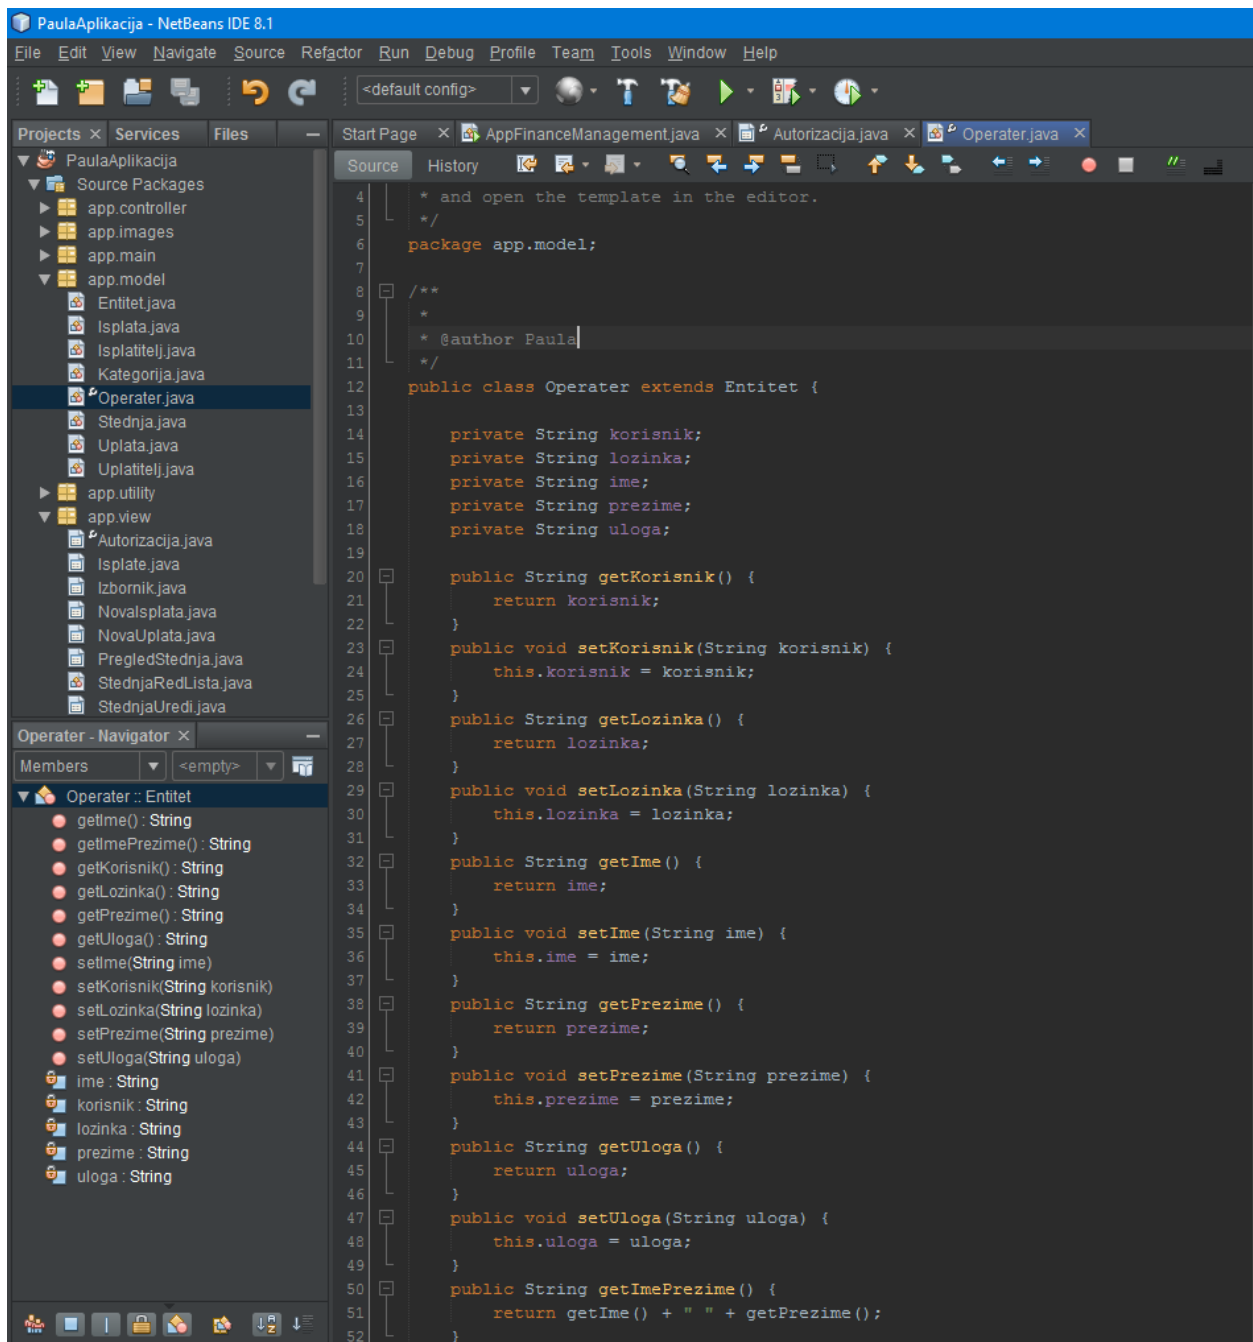 PaulaAplikacija - NetBeans IDE 8.1
File Edit View Navigate Source Refactor Run Debug Profile Team Tools Window Help
<default config>
Projects Services Files
PaulaAplikacija
Source Packages
app.controller
app.images
app.main
app.model
Entitet.java
Isplata.java
Isplatitelj.java
Kategorija.java
Operater.java
Stednja.java
Uplata.java
Uplatitelj.java
app.utility
app.view
Autorizacija.java
Isplate.java
Izbornik.java
NovaIsplata.java
NovaUplata.java
PregledStednja.java
StednjaRedLista.java
StednjaUredi.java
Operater - Navigator
Members <empty>
Operater :: Entitet
getIme() : String
getImePrezime() : String
getKorisnik() : String
getLozinka() : String
getPrezime() : String
getUloga() : String
setIme(String ime)
setKorisnik(String korisnik)
setLozinka(String lozinka)
setPrezime(String prezime)
setUloga(String uloga)
ime : String
korisnik : String
lozinka : String
prezime : String
uloga : String
Start Page AppFinanceManagement.java Autorizacija.java Operater.java
Source History
4 * and open the template in the editor.
5 */
6 package app.model;
7
8 /**
9 *
10 * @author Paula
11 */
12 public class Operater extends Entitet {
13
14 private String korisnik;
15 private String lozinka;
16 private String ime;
17 private String prezime;
18 private String uloga;
19
20 public String getKorisnik() {
21 return korisnik;
22 }
23 public void setKorisnik(String korisnik) {
24 this.korisnik = korisnik;
25 }
26 public String getLozinka() {
27 return lozinka;
28 }
29 public void setLozinka(String lozinka) {
30 this.lozinka = lozinka;
31 }
32 public String getIme() {
33 return ime;
34 }
35 public void setIme(String ime) {
36 this.ime = ime;
37 }
38 public String getPrezime() {
39 return prezime;
40 }
41 public void setPrezime(String prezime) {
42 this.prezime = prezime;
43 }
44 public String getUloga() {
45 return uloga;
46 }
47 public void setUloga(String uloga) {
48 this.uloga = uloga;
49 }
50 public String getImePrezime() {
51 return getIme() + " " + getPrezime();
52 }